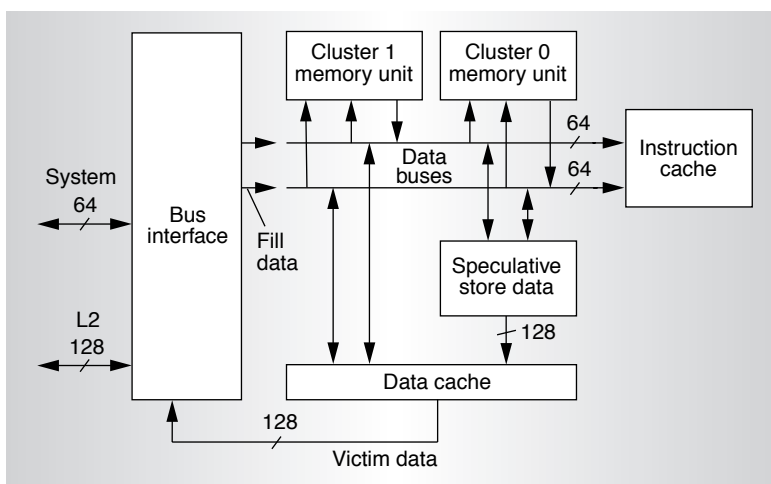 Cluster 1
memory unit
Cluster 0
memory unit
64
Data
buses
64
Instruction
cache
System
64
Bus
interface
Fill
data
Speculative
store data
L2
128
128
Data cache
128
Victim data